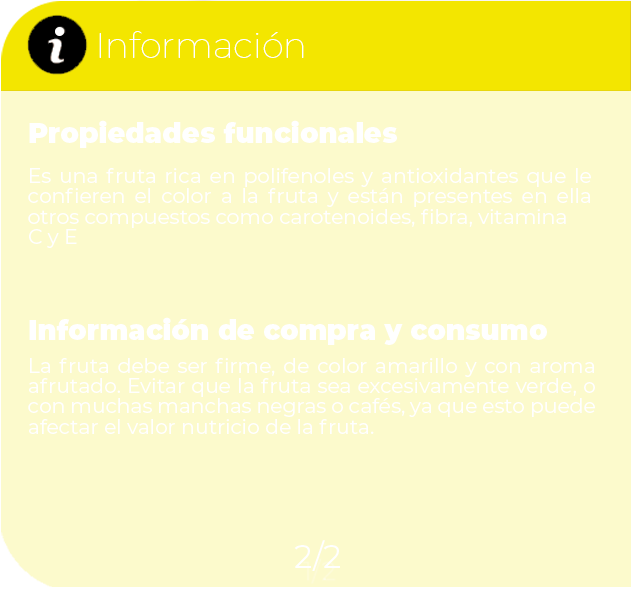 i Información
Propiedades funcionales
Es una fruta rica en polifenoles y antioxidantes que le
confieren el color a la fruta y están presentes en ella
otros compuestos como carotenoides, fibra, vitamina
C y E
Información de compra y consumo
La fruta debe ser firme, de color amarillo y con aroma
afrutado. Evitar que la fruta sea excesivamente verde, o
con muchas manchas negras o cafés, ya que esto puede
afectar el valor nutricio de la fruta.
2/2